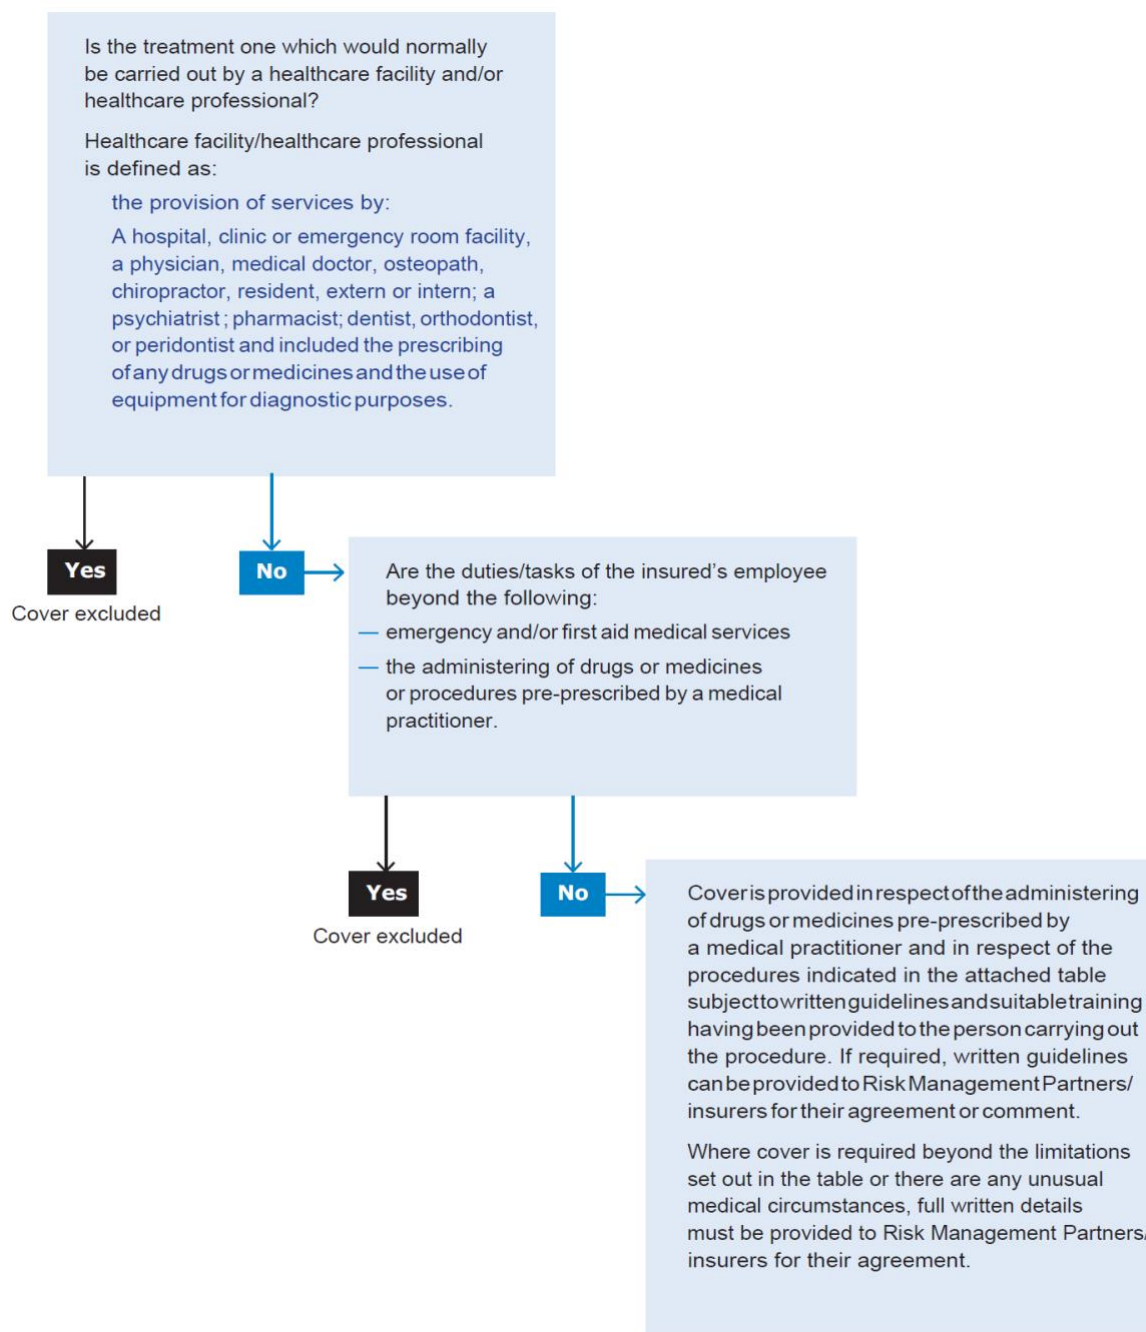 Is the treatment one which would normally
be carried out by a healthcare facility and/or
healthcare professional?
Healthcare facility/healthcare professional
is defined as:
the provision of services by:
A hospital, clinic or emergency room facility,
a physician, medical doctor, osteopath,
chiropractor, resident, extern or intern; a
psychiatrist; pharmacist; dentist, orthodontist,
or peridontist and included the prescribing
of any drugs or medicines and the use of
equipment for diagnostic purposes.
Yes
Cover excluded
No
Are the duties/tasks of the insured's employee
beyond the following:
— emergency and/or first aid medical services
— the administering of drugs or medicines
or procedures pre-prescribed by a medical
practitioner.
Yes
Cover excluded
No
Cover is provided in respect of the administering
of drugs or medicines pre-prescribed by
a medical practitioner and in respect of the
procedures indicated in the attached table
subject to written guidelines and suitable training
having been provided to the person carrying out
the procedure. If required, written guidelines
can be provided to Risk Management Partners/
insurers for their agreement or comment.
Where cover is required beyond the limitations
set out in the table or there are any unusual
medical circumstances, full written details
must be provided to Risk Management Partners/
insurers for their agreement.